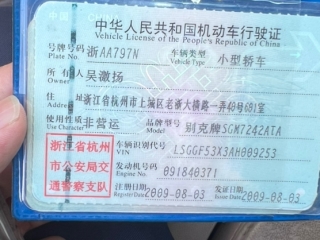 中华人民共和国机动车行驶证
Vehicle License of the People's Republic of China
号牌号码 浙AA797N 车辆类型 小型轿车
Plate No. Vehicle Type
所有人 吴激扬
Owner
址 浙江省杭州市上城区老浙大横路一弄40号681室
使用性质 非营运 品牌型号 别克牌SGM7242ATA
Use Character Model
浙江省杭州市公安局交通警察支队
车辆识别代号 LSGGF53X3AH009253
VIN
发动机号码 091840371
Engine No.
注册日期 2009-08-03 发证日期 2009-08-03
Register Date Issue Date